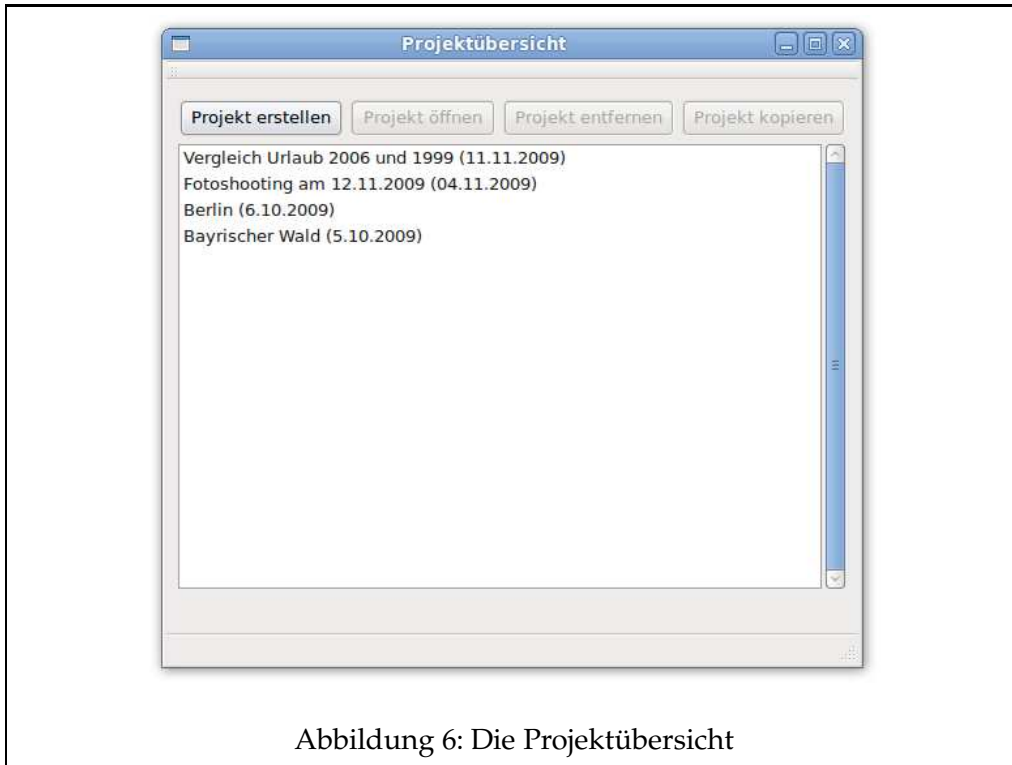 Projektübersicht
Projekt erstellen Projekt öffnen Projekt entfernen Projekt kopieren
Vergleich Urlaub 2006 und 1999 (11.11.2009)
Fotoshooting am 12.11.2009 (04.11.2009)
Berlin (6.10.2009)
Bayrischer Wald (5.10.2009)
Abbildung 6: Die Projektübersicht